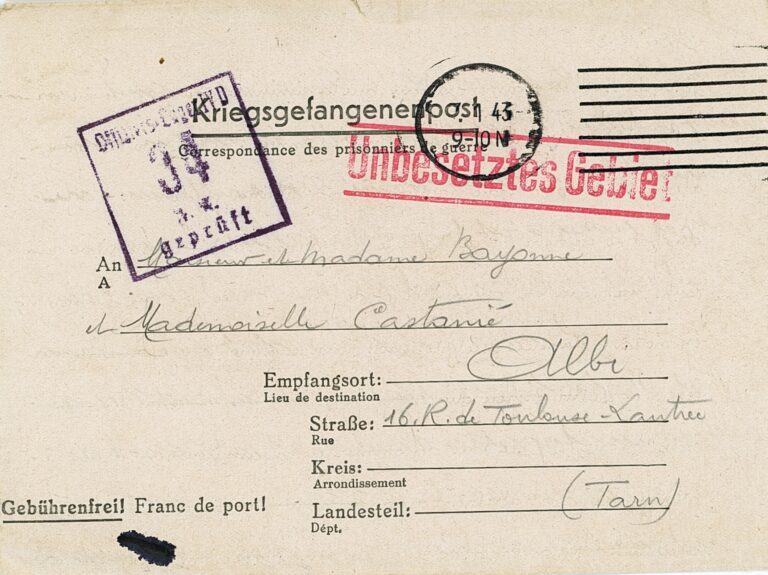 Kriegsgefangenenpost
Correspondance des prisonniers de guerre
7.1 43
9-10 N
Unbesetztes Gebiet
34
geprüft
An Monsieur et Madame Bayonne
A
et Mademoiselle Castanié
Empfangsort: Albi
Lieu de destination
Straße: 16, R. de Toulouse-Lautrec
Rue
Kreis:
Arrondissement
Gebührenfrei! Franc de port!
Landesteil: (Tarn)
Dépt.